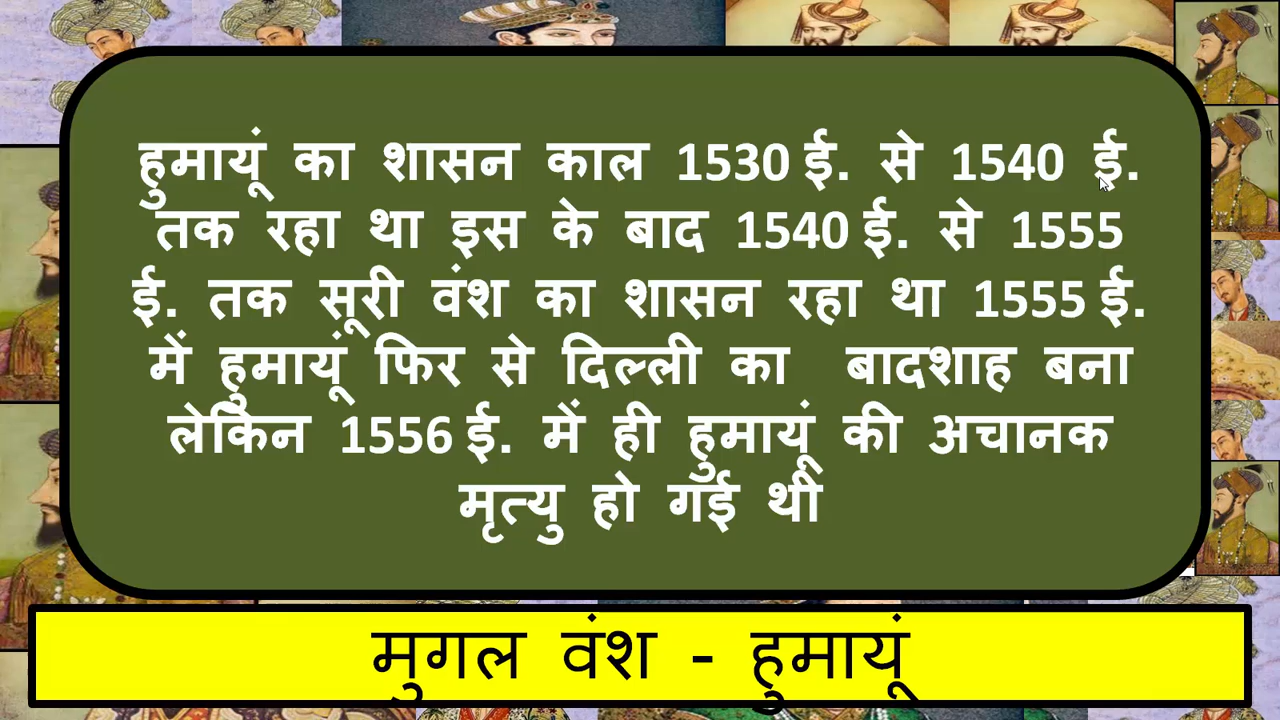 हुमायूं का शासन काल 1530 ई. से 1540 ई.
तक रहा था इस के बाद 1540 ई. से 1555
ई. तक सूरी वंश का शासन रहा था 1555 ई.
में हुमायूं फिर से दिल्ली का बादशाह बना
लेकिन 1556 ई. में ही हुमायूं की अचानक
मृत्यु हो गई थी
मुगल वंश - हुमायूं